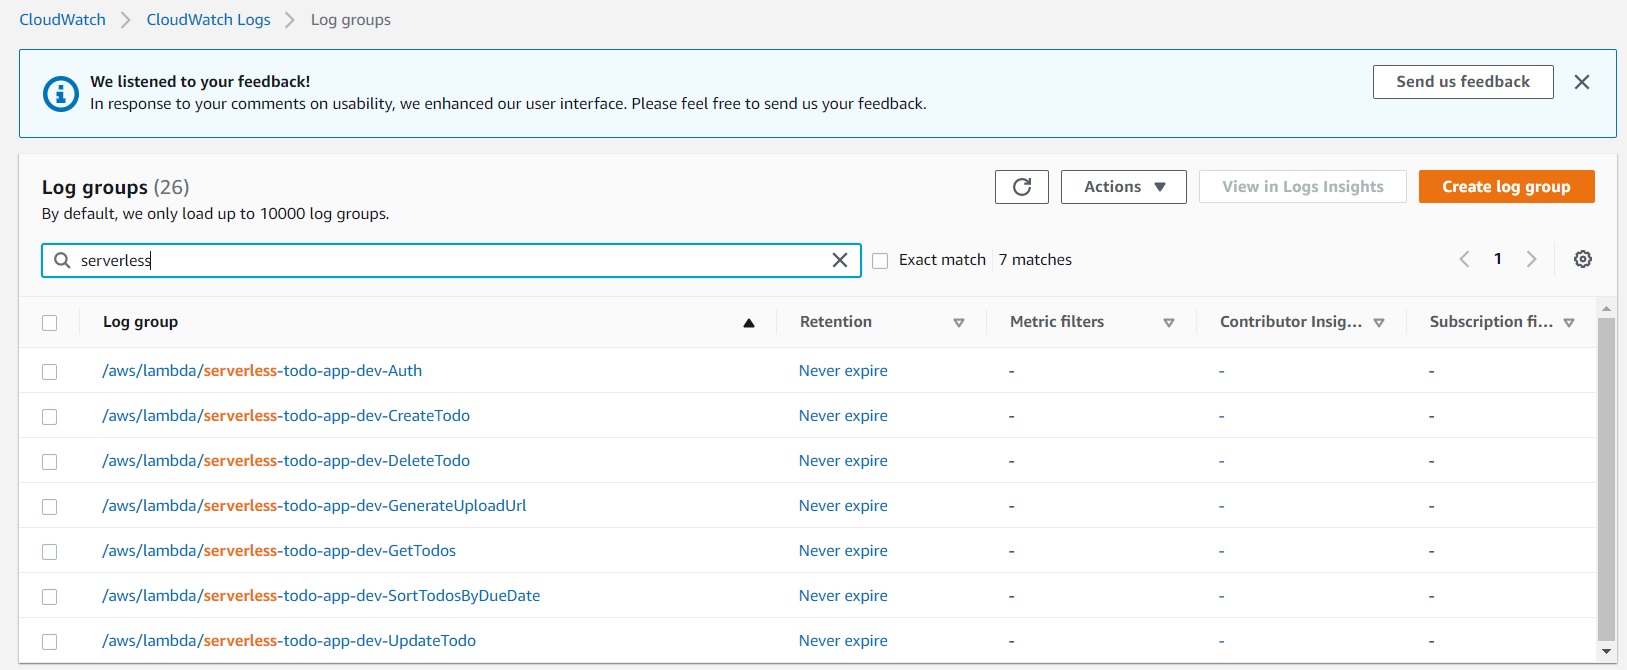 CloudWatch > CloudWatch Logs > Log groups
We listened to your feedback!
In response to your comments on usability, we enhanced our user interface. Please feel free to send us your feedback.
Send us feedback
Log groups (26)
By default, we only load up to 10000 log groups.
Actions
View in Logs Insights
Create log group
serverless
Exact match
7 matches
1
Log group Retention Metric filters Contributor Insig... Subscription fi...
/aws/lambda/serverless-todo-app-dev-Auth Never expire - - -
/aws/lambda/serverless-todo-app-dev-CreateTodo Never expire - - -
/aws/lambda/serverless-todo-app-dev-DeleteTodo Never expire - - -
/aws/lambda/serverless-todo-app-dev-GenerateUploadUrl Never expire - - -
/aws/lambda/serverless-todo-app-dev-GetTodos Never expire - - -
/aws/lambda/serverless-todo-app-dev-SortTodosByDueDate Never expire - - -
/aws/lambda/serverless-todo-app-dev-UpdateTodo Never expire - - -